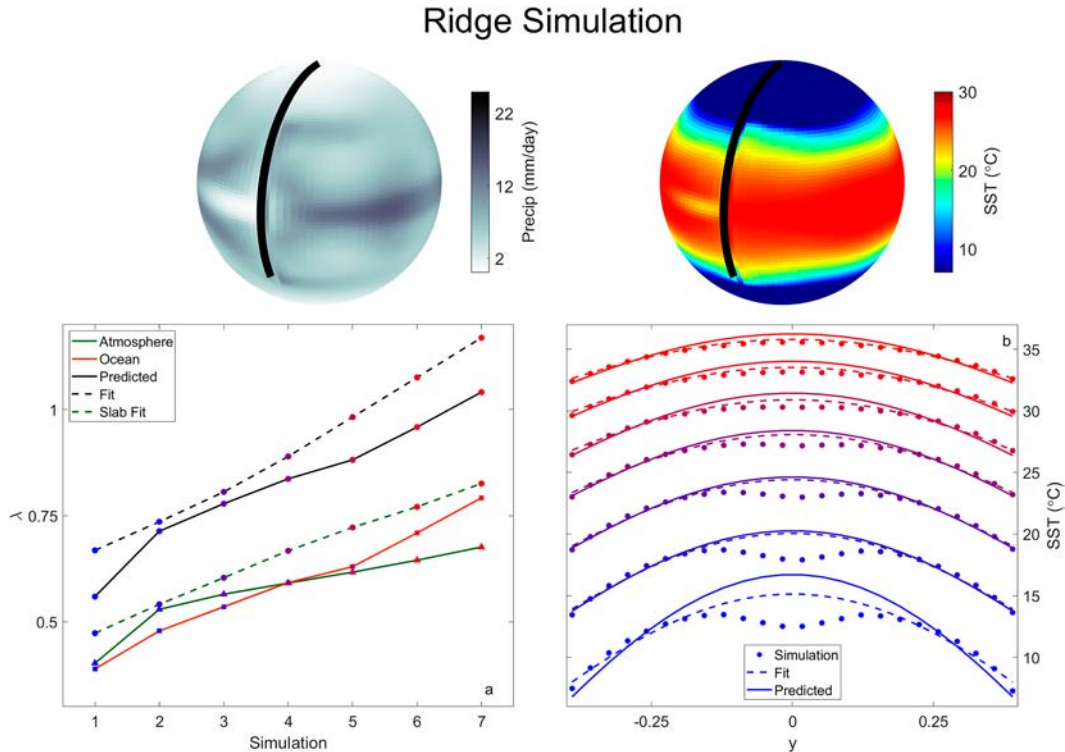 Ridge Simulation
22
12
2
Precip (mm/day)
30
20
10
SST (°C)
Atmosphere
Ocean
Predicted
Fit
Slab Fit
1
0.75
0.5
λ
a
1 2 3 4 5 6 7
Simulation
b
35
30
25
20
15
10
SST (°C)
Simulation
Fit
Predicted
-0.25 0 0.25
y